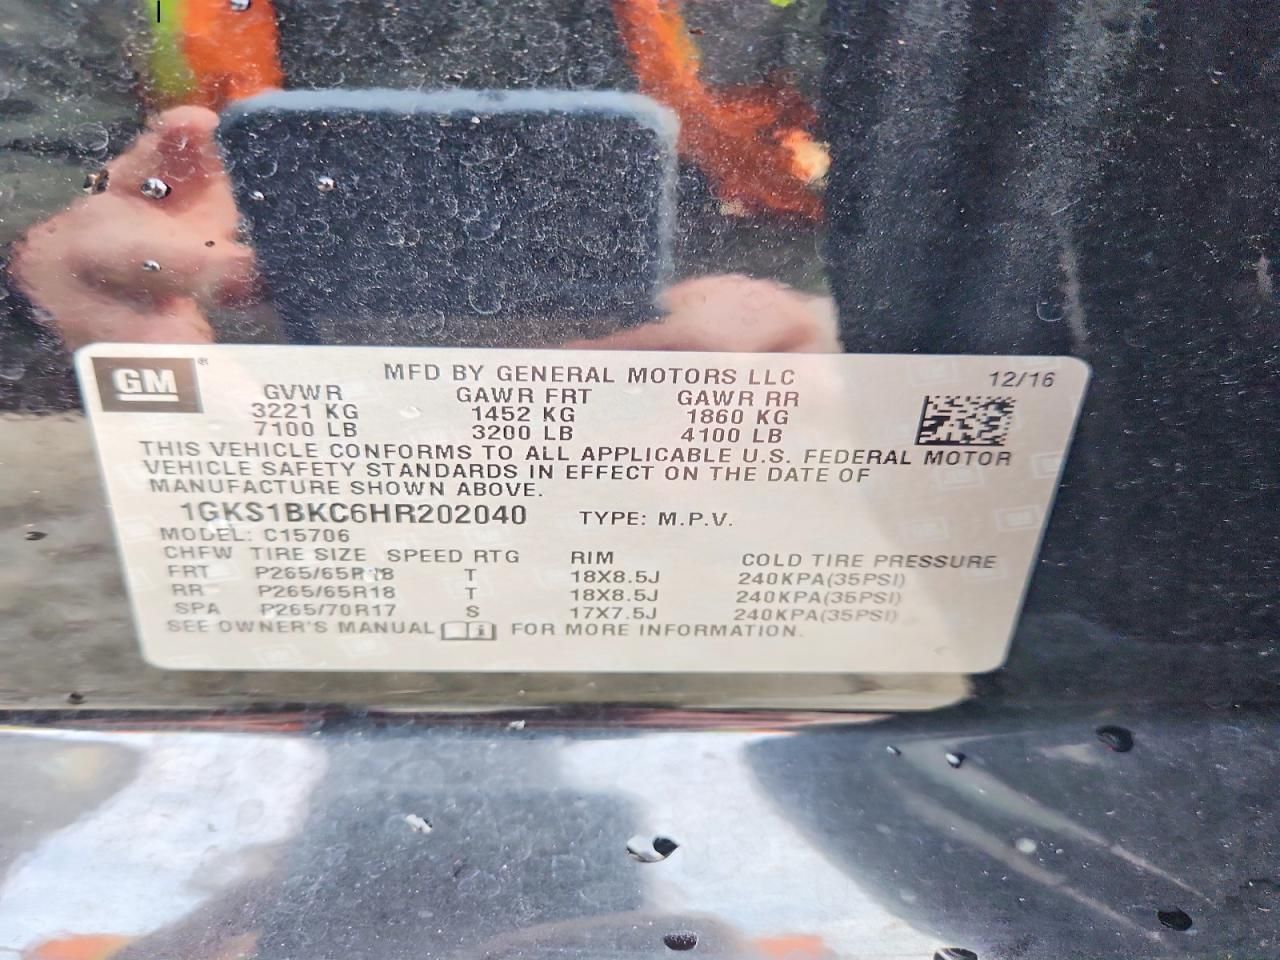 GM ®
MFD BY GENERAL MOTORS LLC 12/16
GVWR GAWR FRT GAWR RR
3221 KG 1452 KG 1860 KG
7100 LB 3200 LB 4100 LB
THIS VEHICLE CONFORMS TO ALL APPLICABLE U.S. FEDERAL MOTOR
VEHICLE SAFETY STANDARDS IN EFFECT ON THE DATE OF
MANUFACTURE SHOWN ABOVE.
1GKS1BKC6HR202040 TYPE: M.P.V.
MODEL: C15706
CHFW TIRE SIZE SPEED RTG RIM COLD TIRE PRESSURE
FRT P265/65R18 T 18X8.5J 240KPA(35PSI)
RR P265/65R18 T 18X8.5J 240KPA(35PSI)
SPA P265/70R17 S 17X7.5J 240KPA(35PSI)
SEE OWNER'S MANUAL i FOR MORE INFORMATION.